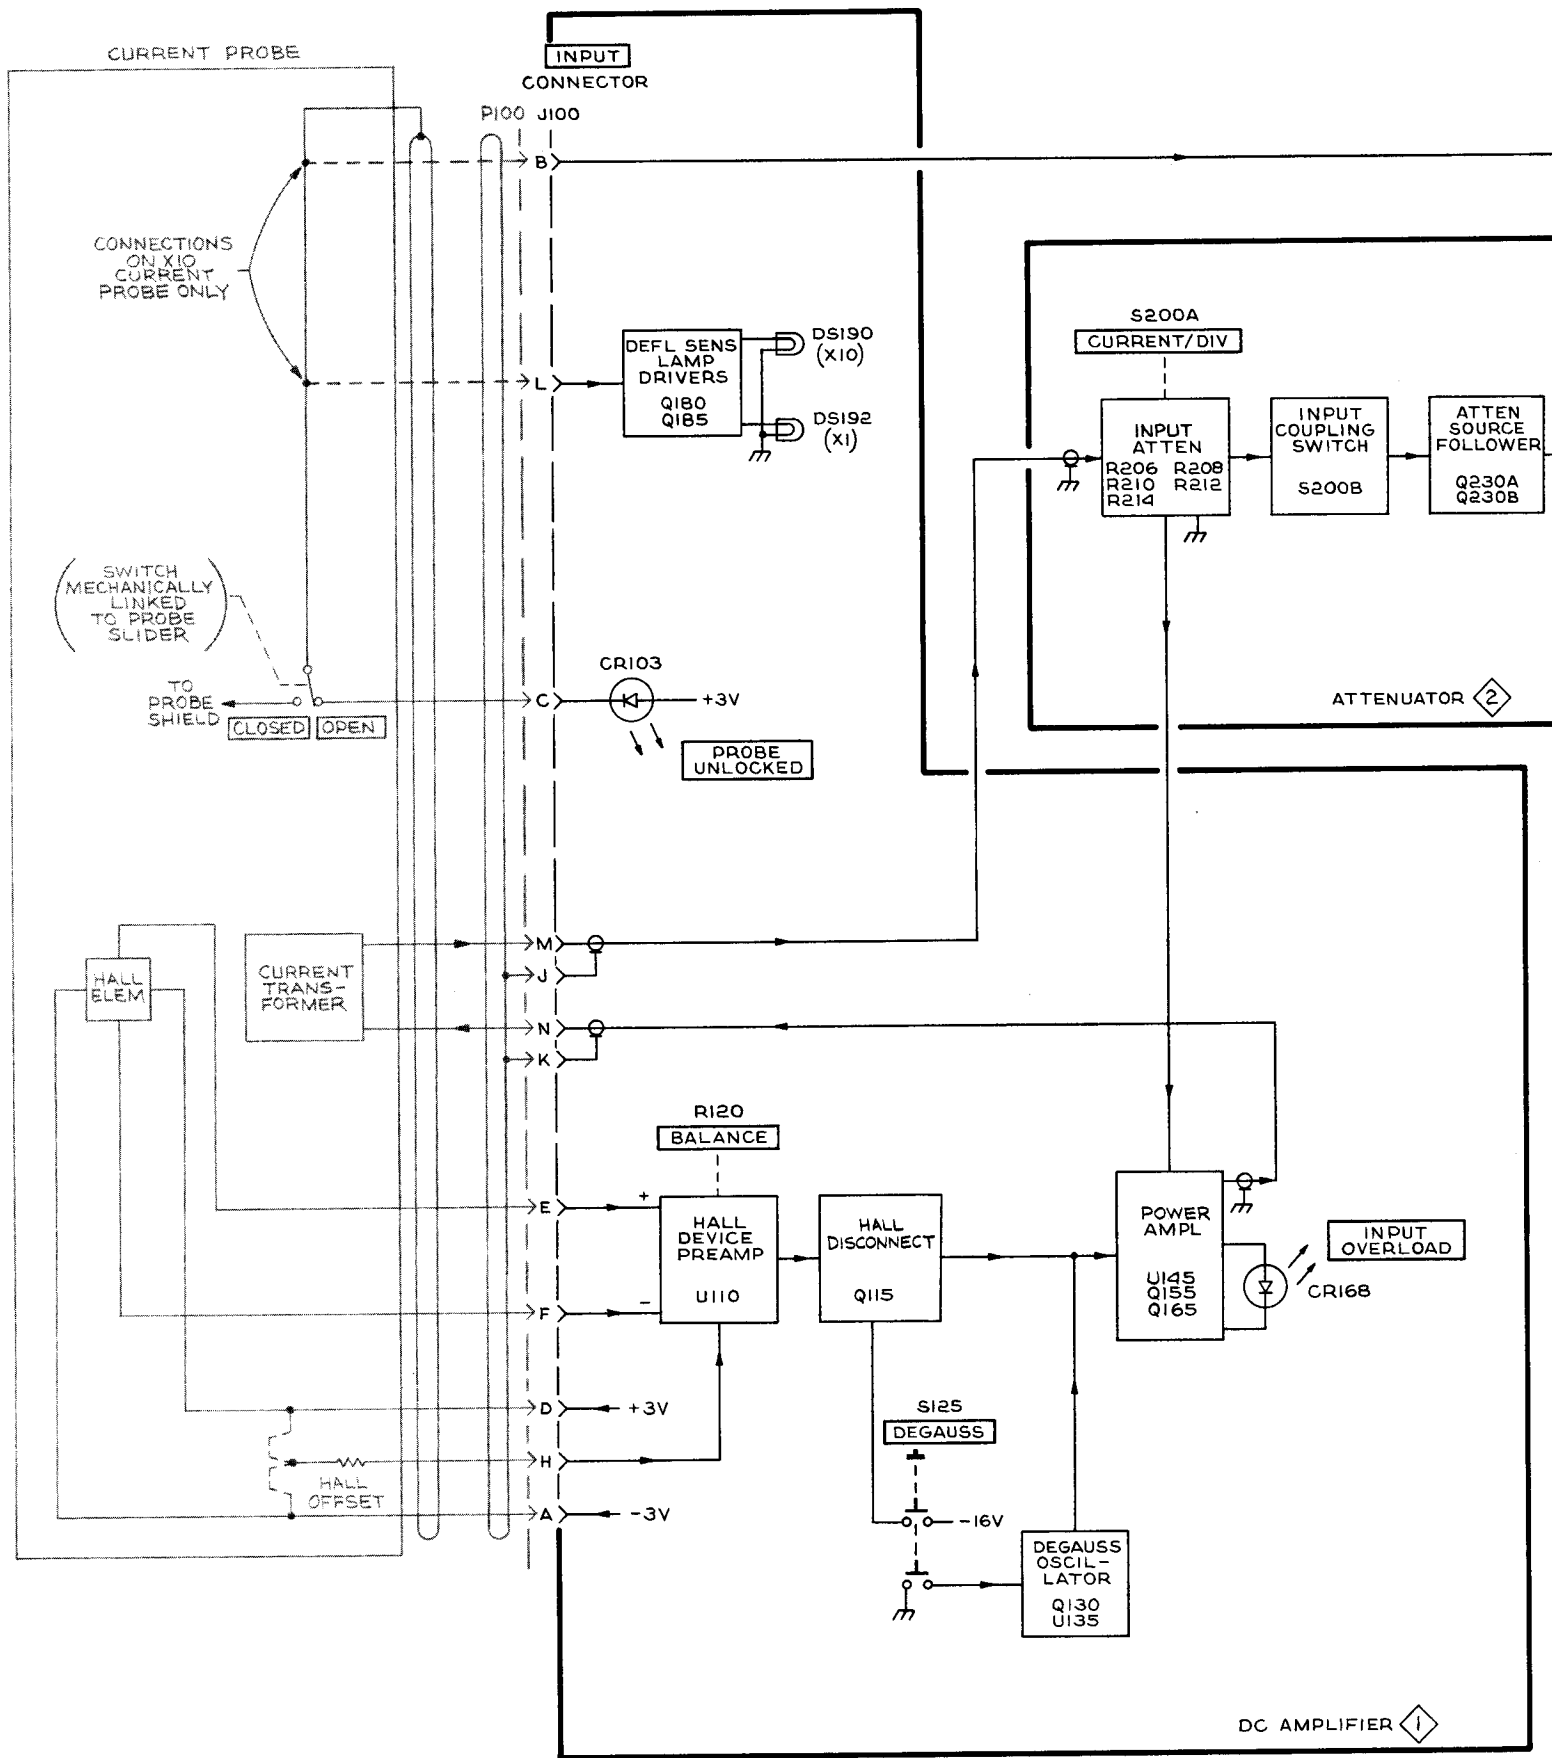 CURRENT PROBE
INPUT
CONNECTOR
P100 J100
B
CONNECTIONS
ON X10
CURRENT
PROBE ONLY
S200A
CURRENT/DIV
DEFL SENS
LAMP
DRIVERS
Q180
Q185
DS190
(X10)
DS192
(X1)
L
INPUT
ATTEN
R206 R208
R210 R212
R214
INPUT
COUPLING
SWITCH
S200B
ATTEN
SOURCE
FOLLOWER
Q230A
Q230B
SWITCH
MECHANICALLY
LINKED
TO PROBE
SLIDER
TO
PROBE
SHIELD
CLOSED
OPEN
C
CR103
+3V
PROBE
UNLOCKED
ATTENUATOR 2
HALL
ELEM
CURRENT
TRANS-
FORMER
M
J
N
K
R120
BALANCE
E
+
HALL
DEVICE
PREAMP
U110
F
-
HALL
DISCONNECT
Q115
POWER
AMPL
U145
Q155
Q165
INPUT
OVERLOAD
CR168
D
+3V
H
HALL
OFFSET
A
-3V
S125
DEGAUSS
-16V
DEGAUSS
OSCIL-
LATOR
Q130
U135
DC AMPLIFIER 1